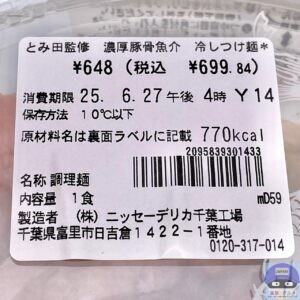 とみ田監修　濃厚豚骨魚介　冷しつけ麺*
¥648（税込　¥699.84）
消費期限 25. 6.27午後 4時 Y14
保存方法　10℃以下
原材料名は裏面ラベルに記載 770kcal
2095839301433
名称 調理麺
内容量 1食
mD59
製造者 （株）ニッセーデリカ千葉工場
千葉県富里市日吉倉1422－1番地
0120-317-014